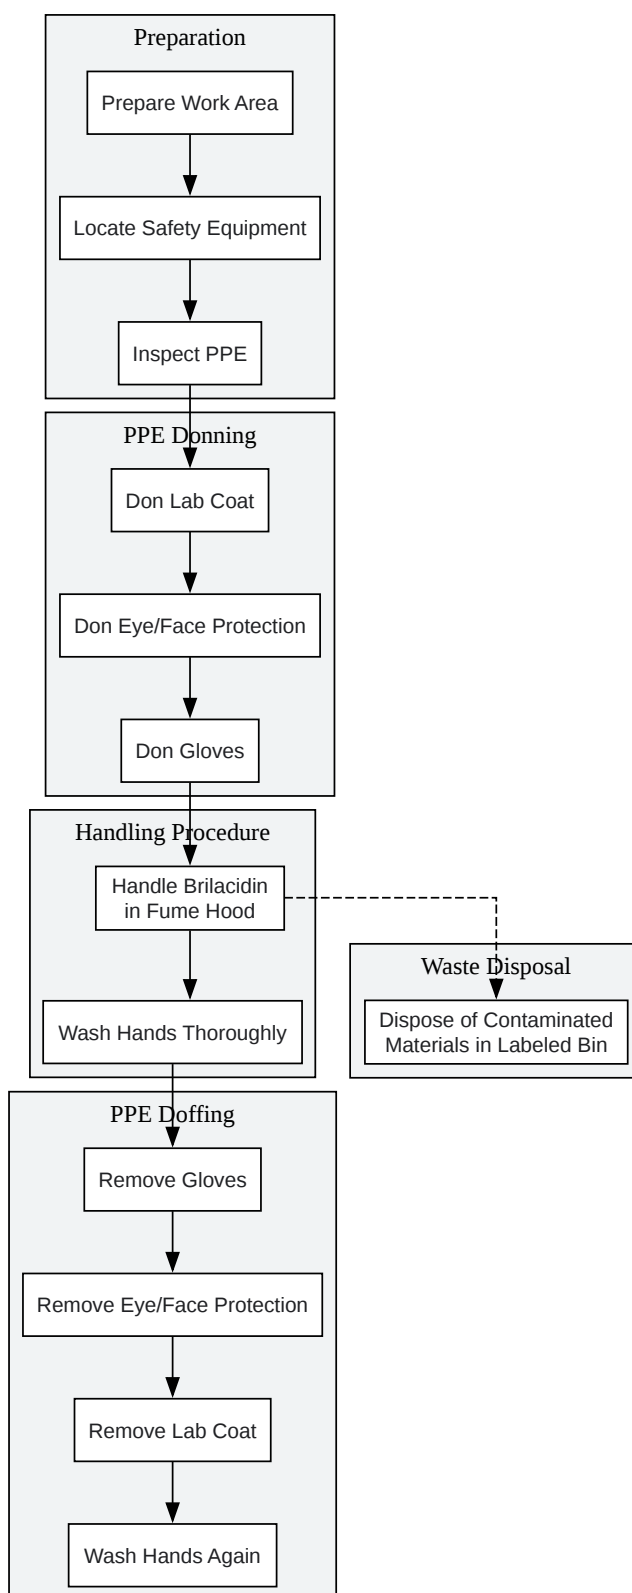 Preparation
Prepare Work Area
Locate Safety Equipment
Inspect PPE
PPE Donning
Don Lab Coat
Don Eye/Face Protection
Don Gloves
Handling Procedure
Handle Brilacidin
in Fume Hood
Wash Hands Thoroughly
Waste Disposal
Dispose of Contaminated
Materials in Labeled Bin
PPE Doffing
Remove Gloves
Remove Eye/Face Protection
Remove Lab Coat
Wash Hands Again